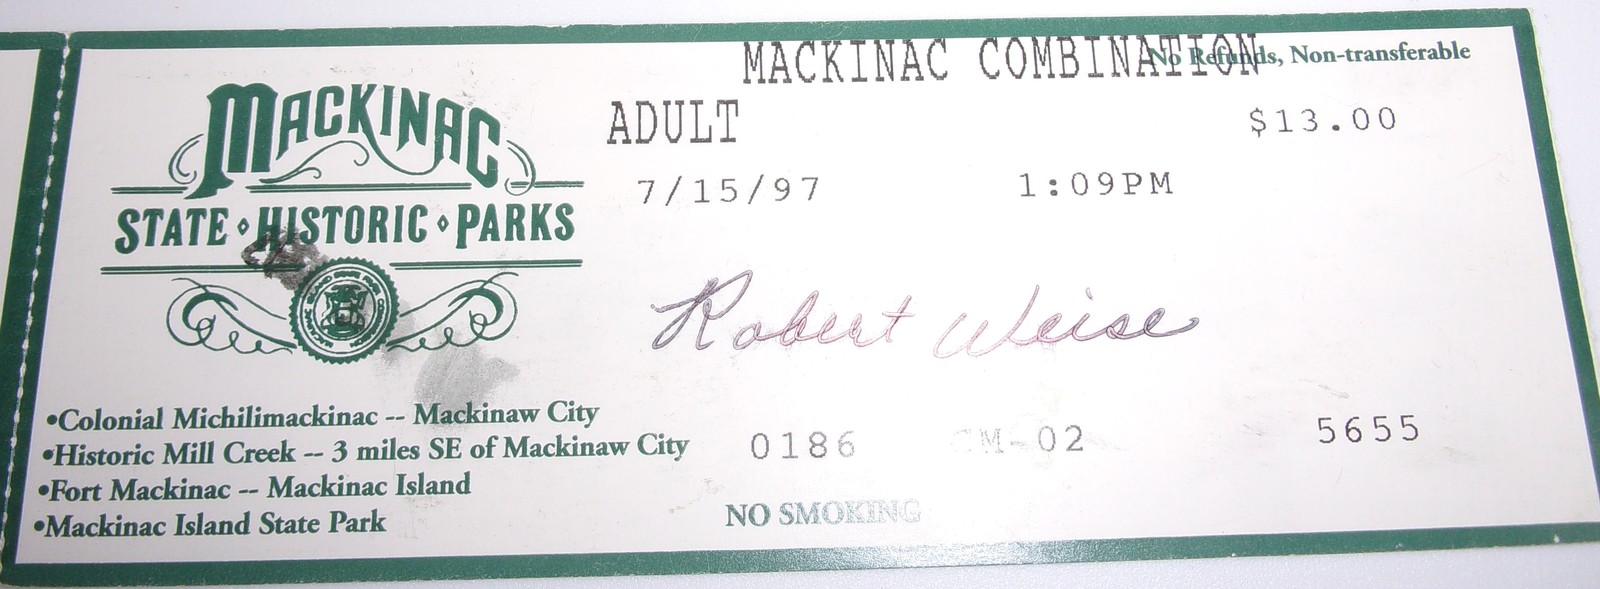 MACKINAC
STATE ◇ HISTORIC ◇ PARKS
•Colonial Michilimackinac -- Mackinaw City
•Historic Mill Creek -- 3 miles SE of Mackinaw City
•Fort Mackinac -- Mackinac Island
•Mackinac Island State Park
MACKINAC COMBINATION
No Refunds, Non-transferable
ADULT $13.00
7/15/97 1:09PM
Robert Weise
0186 CM-02 5655
NO SMOKING